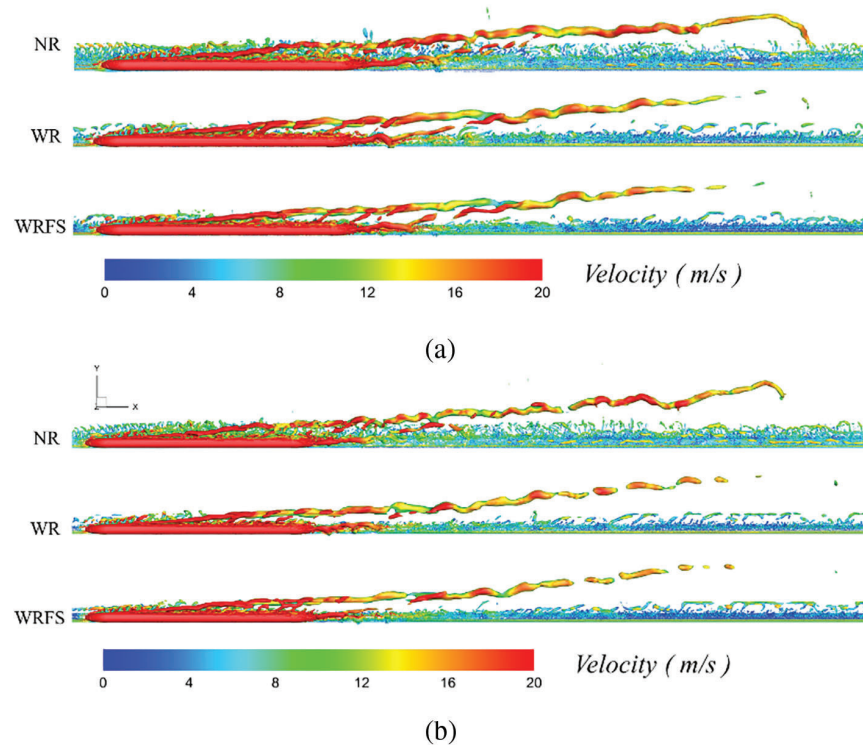 NR
WR
WRFS
0 4 8 12 16 20
Velocity ( m/s )
(a)
Y
Z X
NR
WR
WRFS
0 4 8 12 16 20
Velocity ( m/s )
(b)